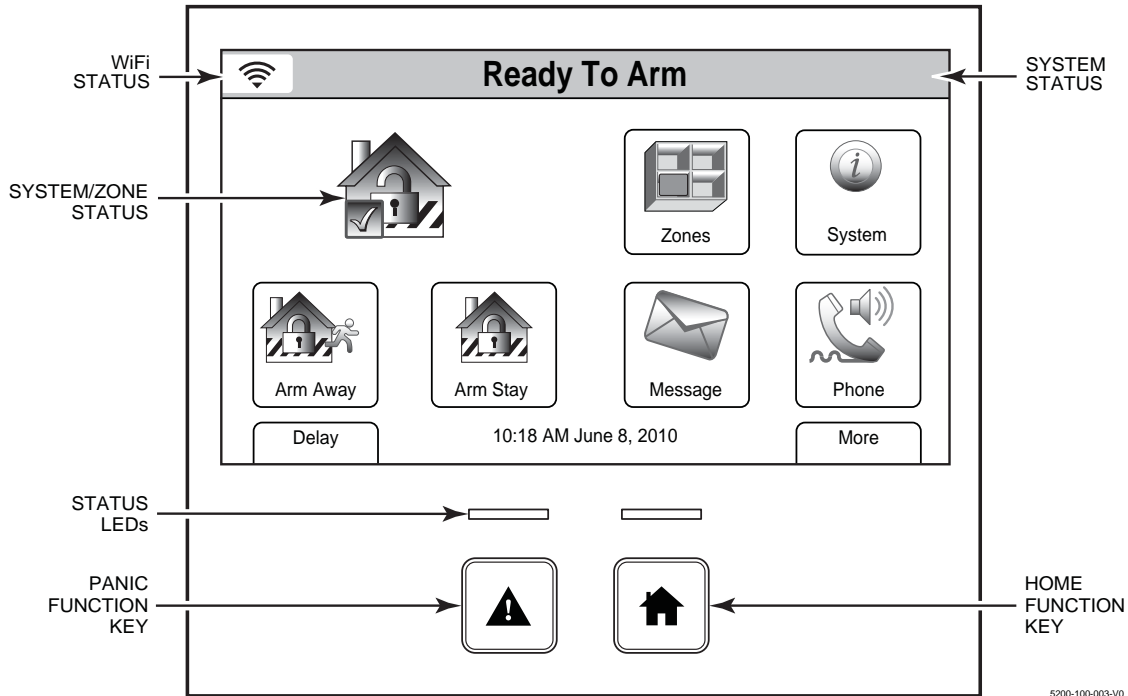 WiFi
STATUS
Ready To Arm
SYSTEM
STATUS
SYSTEM/ZONE
STATUS
Zones
System
Arm Away
Arm Stay
Message
Phone
Delay
10:18 AM June 8, 2010
More
STATUS
LEDs
PANIC
FUNCTION
KEY
HOME
FUNCTION
KEY
5200-100-003-V0